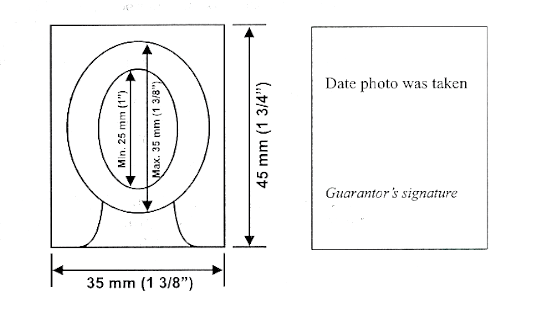 Min. 25 mm (1")
Max. 35 mm (1 3/8")
45 mm (1 3/4")
35 mm (1 3/8")
Date photo was taken
Guarantor's signature